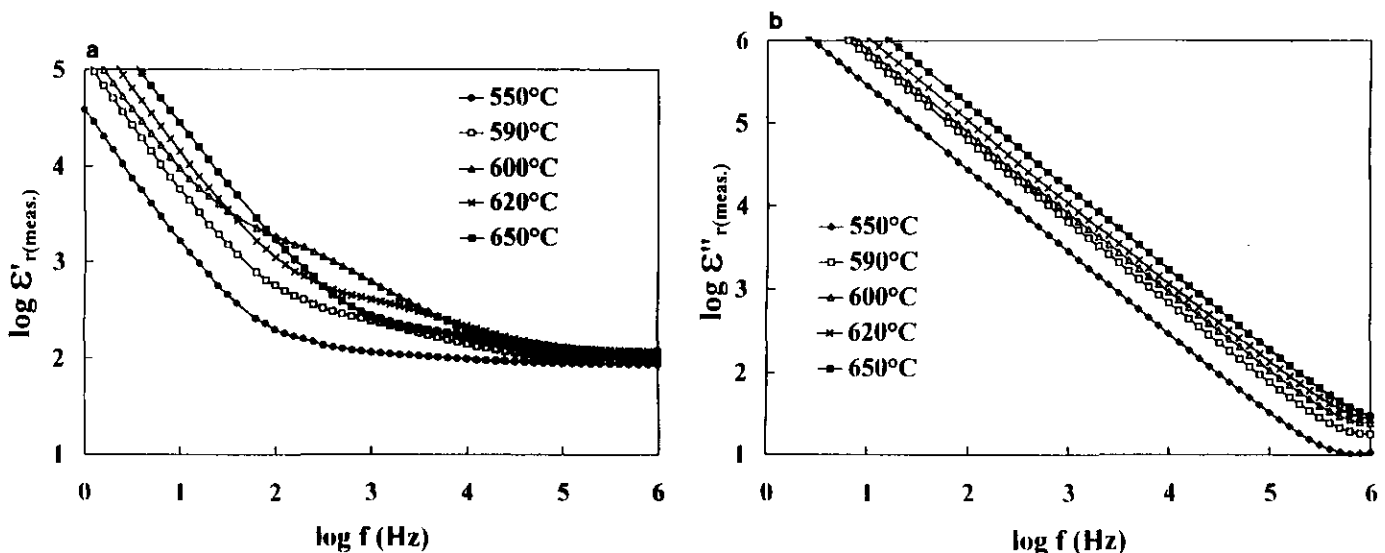 a
5
4
3
2
1
log ε'r(meas.)
550°C
590°C
600°C
620°C
650°C
0 1 2 3 4 5 6
log f (Hz)
b
6
5
4
3
2
1
log ε''r(meas.)
550°C
590°C
600°C
620°C
650°C
0 1 2 3 4 5 6
log f (Hz)